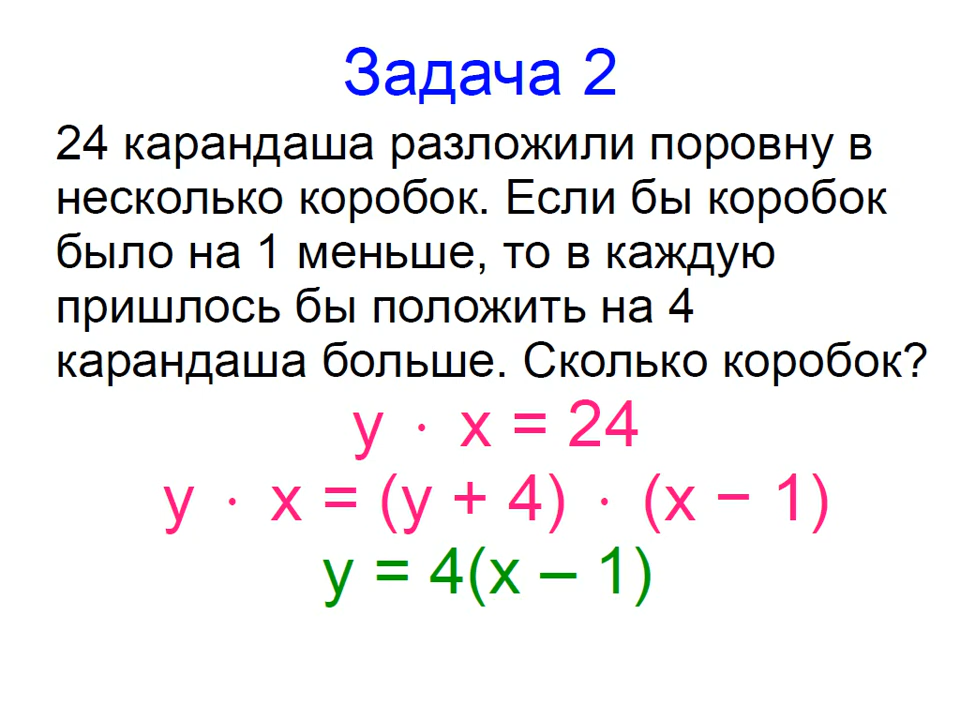 Задача 2
24 карандаша разложили поровну в
несколько коробок. Если бы коробок
было на 1 меньше, то в каждую
пришлось бы положить на 4
карандаша больше. Сколько коробок?
y · x = 24
y · x = (y + 4) · (x − 1)
y = 4(x – 1)